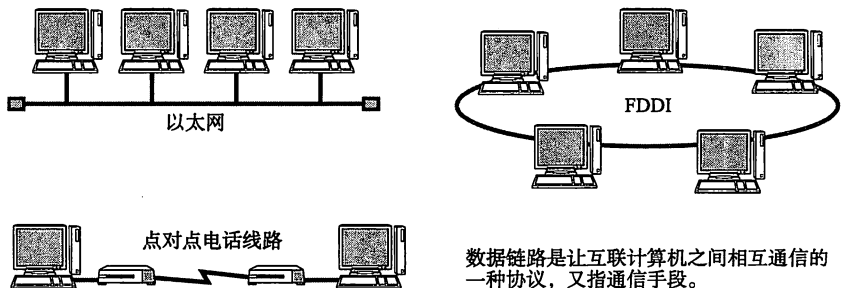 以太网
FDDI
点对点电话线路
数据链路是让互联计算机之间相互通信的
一种协议，又指通信手段。